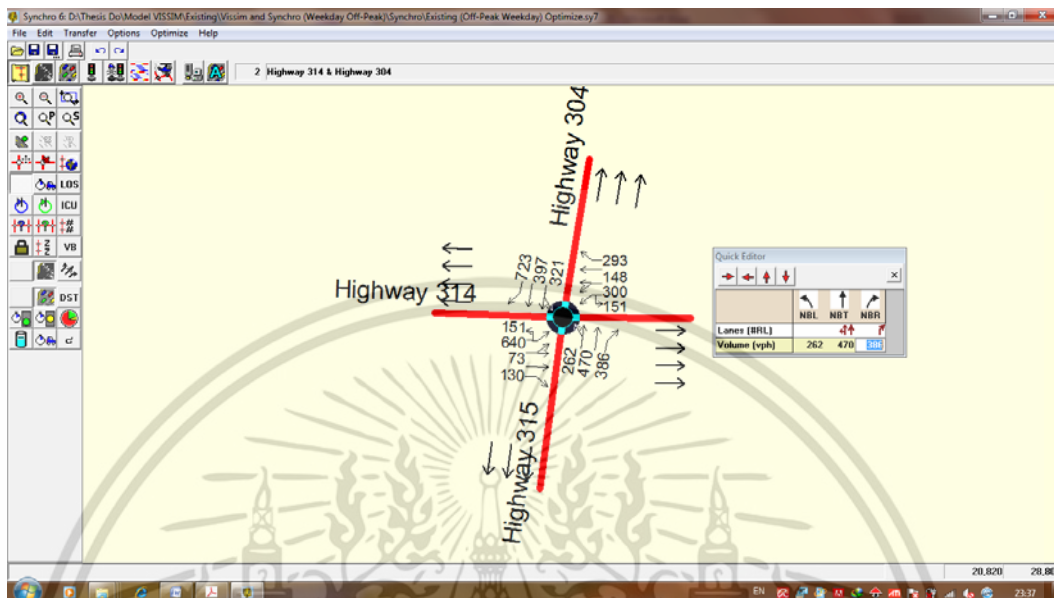 Synchro 6: D:\Thesis Do\Model VISSIM\Existing\Vissim and Synchro (Weekday Off-Peak)\Synchro\Existing (Off-Peak Weekday) Optimize.sy7
File Edit Transfer Options Optimize Help
2 Highway 314 & Highway 304
LOS
ICU
VB
DST
Highway 304
Highway 314
Highway 315
723
397
321
293
148
300
151
151
640
73
130
262
470
386
Quick Editor
NBL NBT NBR
Lanes (#RL)
Volume (vph) 262 470 386
20,820 28,80
EN 23:37